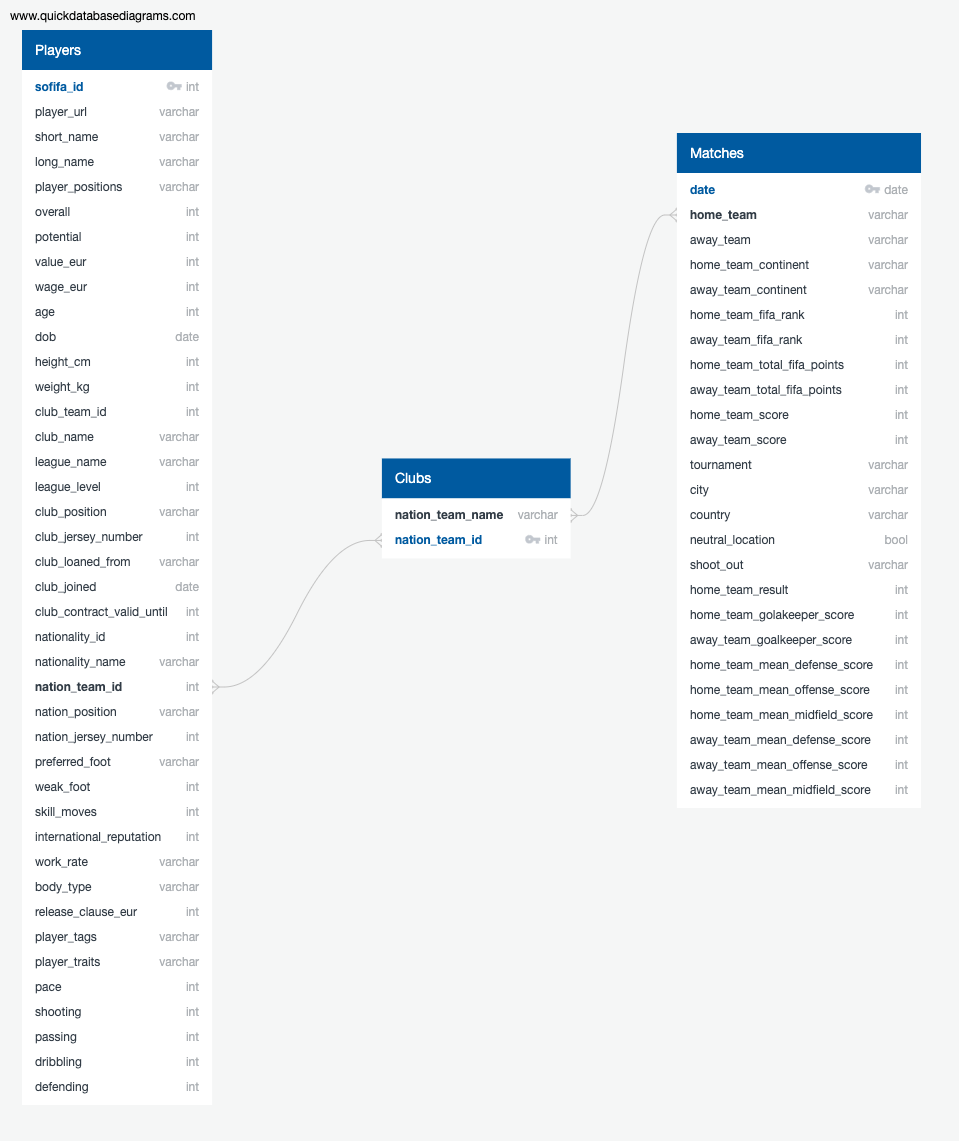 www.quickdatabasediagrams.com
Players
sofifa_id int
player_url varchar
short_name varchar
long_name varchar
player_positions varchar
overall int
potential int
value_eur int
wage_eur int
age int
dob date
height_cm int
weight_kg int
club_team_id int
club_name varchar
league_name varchar
league_level int
club_position varchar
club_jersey_number int
club_loaned_from varchar
club_joined date
club_contract_valid_until int
nationality_id int
nationality_name varchar
nation_team_id int
nation_position varchar
nation_jersey_number int
preferred_foot varchar
weak_foot int
skill_moves int
international_reputation int
work_rate varchar
body_type varchar
release_clause_eur int
player_tags varchar
player_traits varchar
pace int
shooting int
passing int
dribbling int
defending int
Clubs
nation_team_name varchar
nation_team_id int
Matches
date date
home_team varchar
away_team varchar
home_team_continent varchar
away_team_continent varchar
home_team_fifa_rank int
away_team_fifa_rank int
home_team_total_fifa_points int
away_team_total_fifa_points int
home_team_score int
away_team_score int
tournament varchar
city varchar
country varchar
neutral_location bool
shoot_out varchar
home_team_result int
home_team_golakeeper_score int
away_team_goalkeeper_score int
home_team_mean_defense_score int
home_team_mean_offense_score int
home_team_mean_midfield_score int
away_team_mean_defense_score int
away_team_mean_offense_score int
away_team_mean_midfield_score int